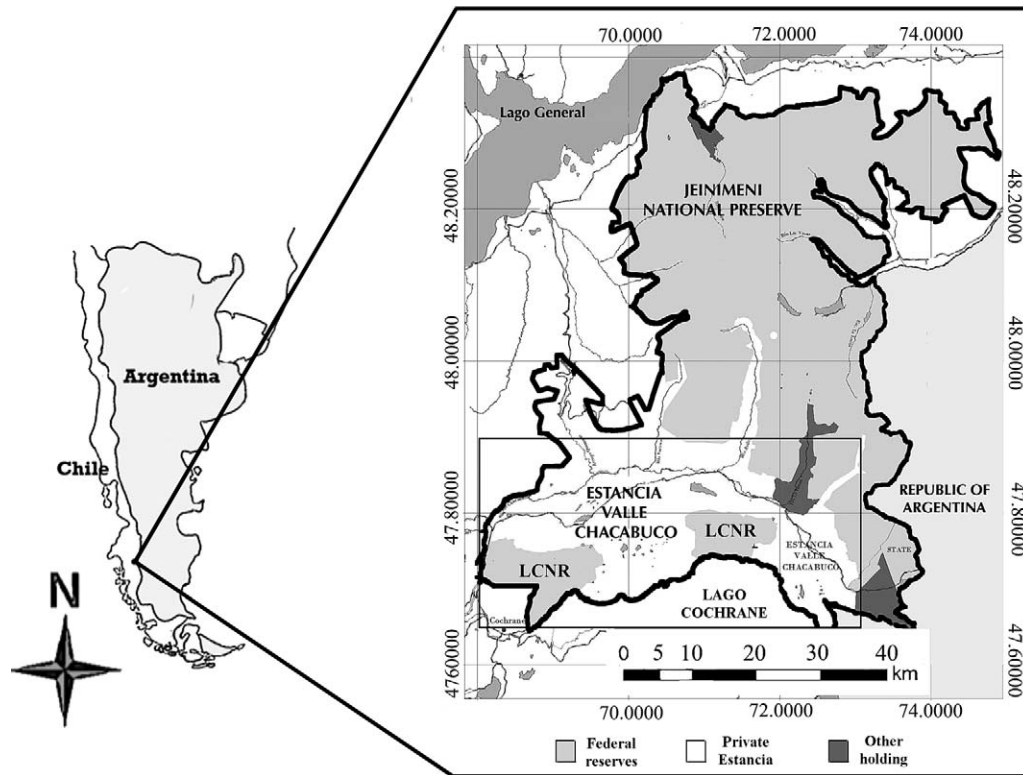 70.0000 72.0000 74.0000
Lago General
JEINIMENI
NATIONAL PRESERVE
48.20000
48.20000
Argentina
48.00000
48.00000
Chile
ESTANCIA
VALLE
CHACABUCO
REPUBLIC OF
ARGENTINA
47.80000
47.80000
LCNR
ESTANCIA
VALLE
CHACABUCO
STATE
LCNR
LAGO
COCHRANE
Cochrane
N
4760000
47.60000
0 5 10 20 30 40
km
70.0000 72.0000 74.0000
Federal
reserves
Private
Estancia
Other
holding